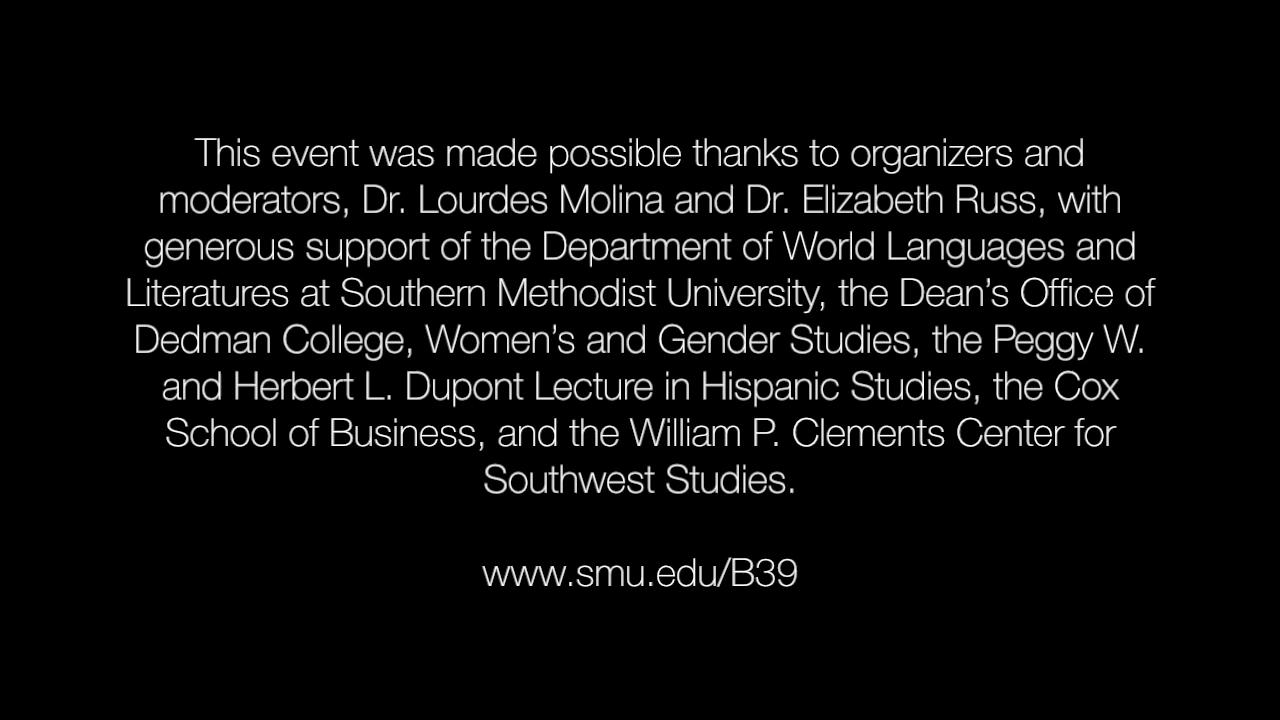 This event was made possible thanks to organizers and
moderators, Dr. Lourdes Molina and Dr. Elizabeth Russ, with
generous support of the Department of World Languages and
Literatures at Southern Methodist University, the Dean’s Office of
Dedman College, Women’s and Gender Studies, the Peggy W.
and Herbert L. Dupont Lecture in Hispanic Studies, the Cox
School of Business, and the William P. Clements Center for
Southwest Studies.
www.smu.edu/B39